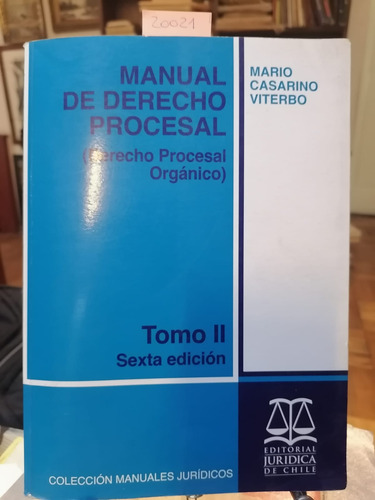 20021
MANUAL
DE DERECHO
PROCESAL
(Derecho Procesal
Orgánico)
MARIO
CASARINO
VITERBO
Tomo II
Sexta edición
EDITORIAL
JURIDICA
DE CHILE
COLECCIÓN MANUALES JURÍDICOS